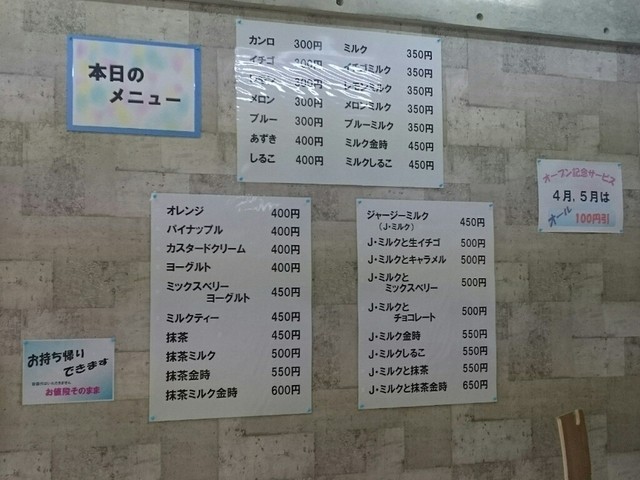 本日の
メニュー
カンロ 300円
イチゴ 300円
レモン 300円
メロン 300円
ブルー 300円
あずき 400円
しるこ 400円
ミルク 350円
イチゴミルク 350円
レモンミルク 350円
メロンミルク 350円
ブルーミルク 350円
ミルク金時 450円
ミルクしるこ 450円
オープン記念サービス
4月,5月は
オール 100円引
オレンジ 400円
パイナップル 400円
カスタードクリーム 400円
ヨーグルト 400円
ミックスベリー
ヨーグルト 450円
ミルクティー 450円
抹茶 450円
抹茶ミルク 500円
抹茶金時 550円
抹茶ミルク金時 600円
ジャージーミルク 450円
(J・ミルク)
J・ミルクと生イチゴ 500円
J・ミルクとキャラメル 500円
J・ミルクと
ミックスベリー 500円
J・ミルクと
チョコレート 500円
J・ミルク金時 550円
J・ミルクしるこ 550円
J・ミルクと抹茶 550円
J・ミルクと抹茶金時 650円
お持ち帰り
できます
お値段そのまま